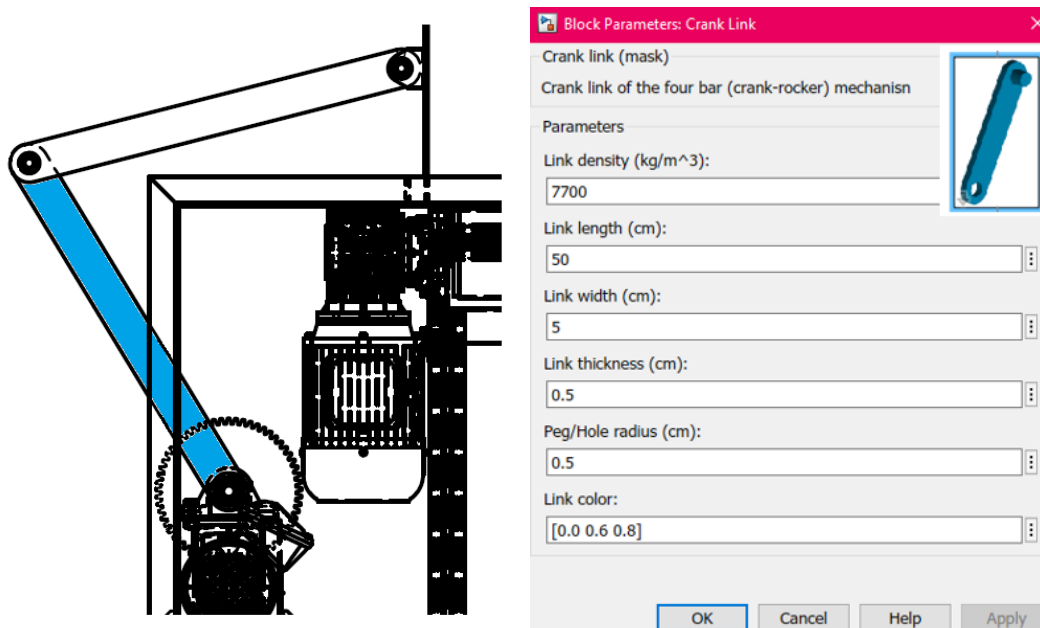 Block Parameters: Crank Link
Crank link (mask)
Crank link of the four bar (crank-rocker) mechanisn
Parameters
Link density (kg/m^3):
7700
Link length (cm):
50
Link width (cm):
5
Link thickness (cm):
0.5
Peg/Hole radius (cm):
0.5
Link color:
[0.0 0.6 0.8]
OK Cancel Help Apply